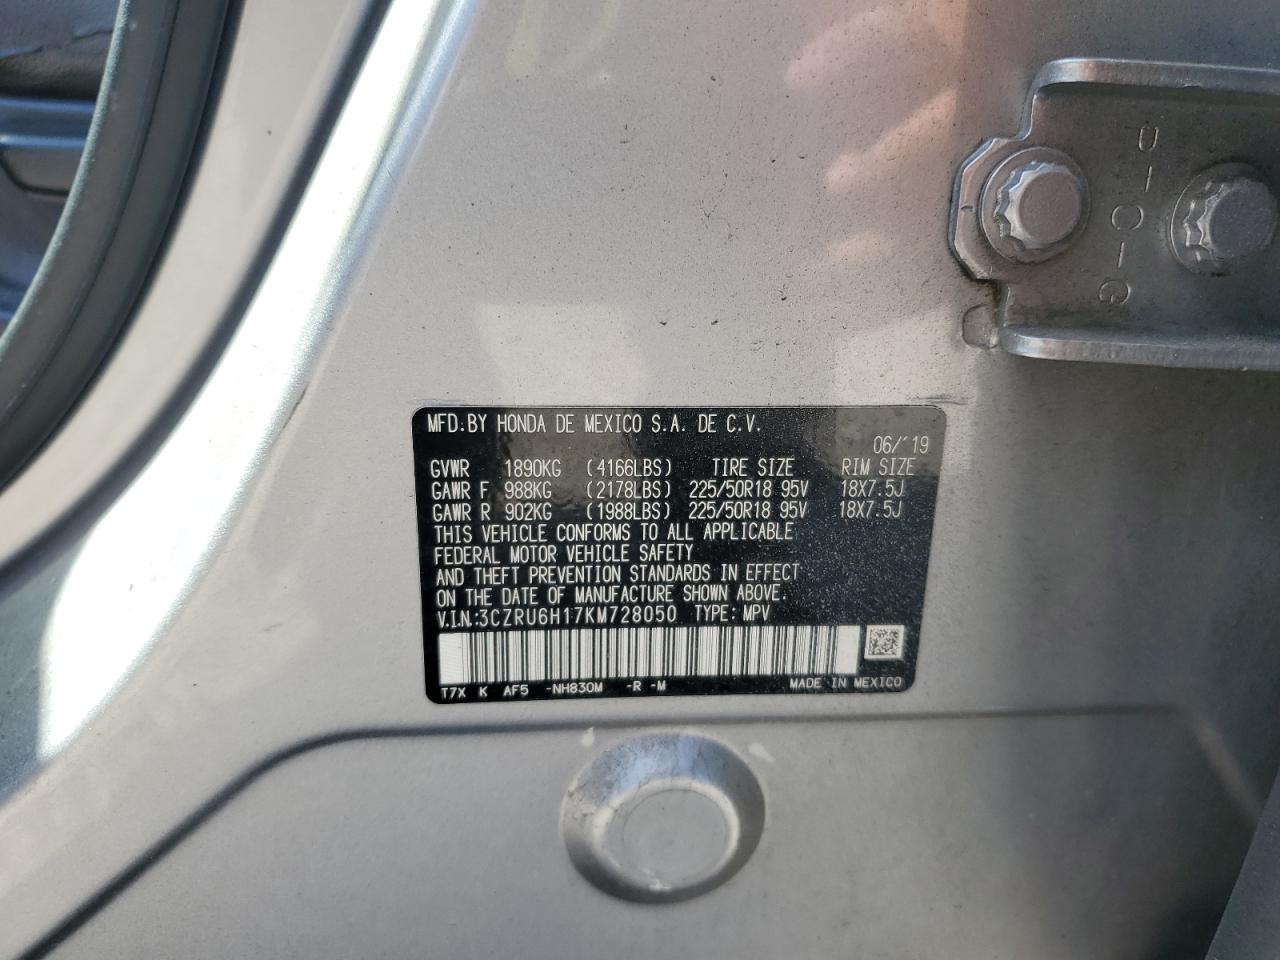 D-ICI-G
MFD.BY HONDA DE MEXICO S.A. DE C.V.
06/'19
GVWR 1890KG (4166LBS) TIRE SIZE RIM SIZE
GAWR F 988KG (2178LBS) 225/50R18 95V 18X7.5J
GAWR R 902KG (1988LBS) 225/50R18 95V 18X7.5J
THIS VEHICLE CONFORMS TO ALL APPLICABLE
FEDERAL MOTOR VEHICLE SAFETY
AND THEFT PREVENTION STANDARDS IN EFFECT
ON THE DATE OF MANUFACTURE SHOWN ABOVE.
V.I.N.:3CZRU6H17KM728050 TYPE: MPV
T7X K AF5 -NH830M -R -M MADE IN MEXICO